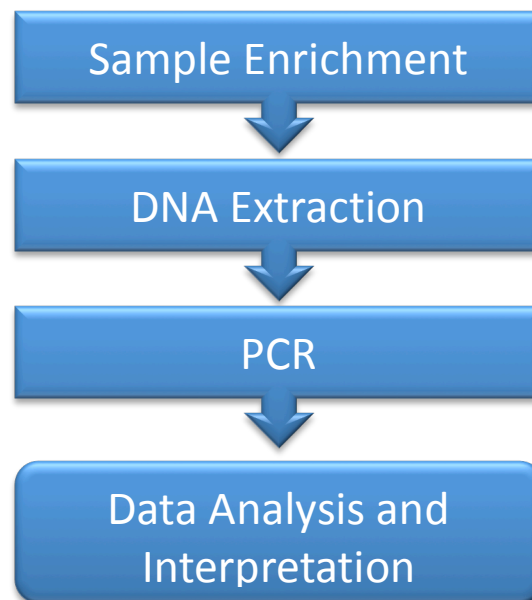 Sample Enrichment
DNA Extraction
PCR
Data Analysis and
Interpretation